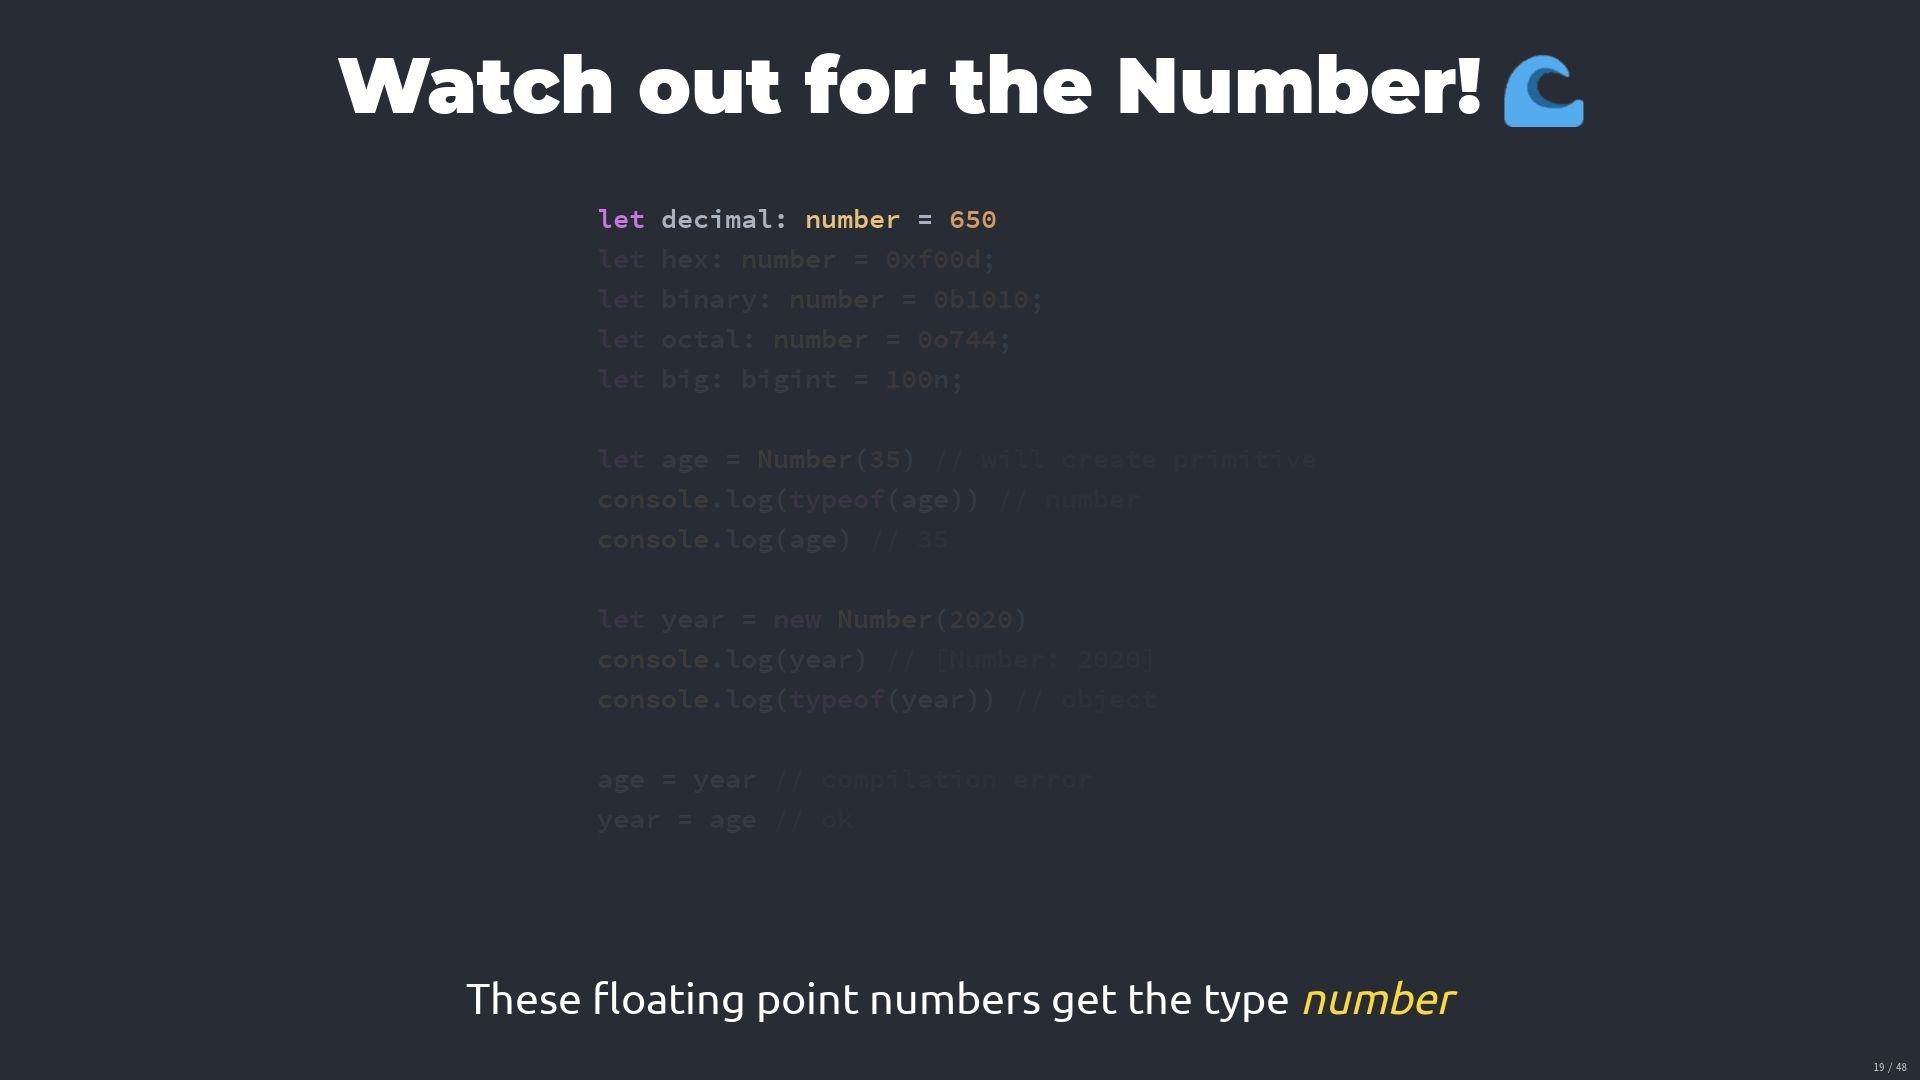 Watch out for the Number! 🌊
let decimal: number = 650
let hex: number = 0xf00d;
let binary: number = 0b1010;
let octal: number = 0o744;
let big: bigint = 100n;
let age = Number(35) // will create primitive
console.log(typeof(age)) // number
console.log(age) // 35
let year = new Number(2020)
console.log(year) // [Number: 2020]
console.log(typeof(year)) // object
age = year // compilation error
year = age // ok
These floating point numbers get the type number
19 / 48